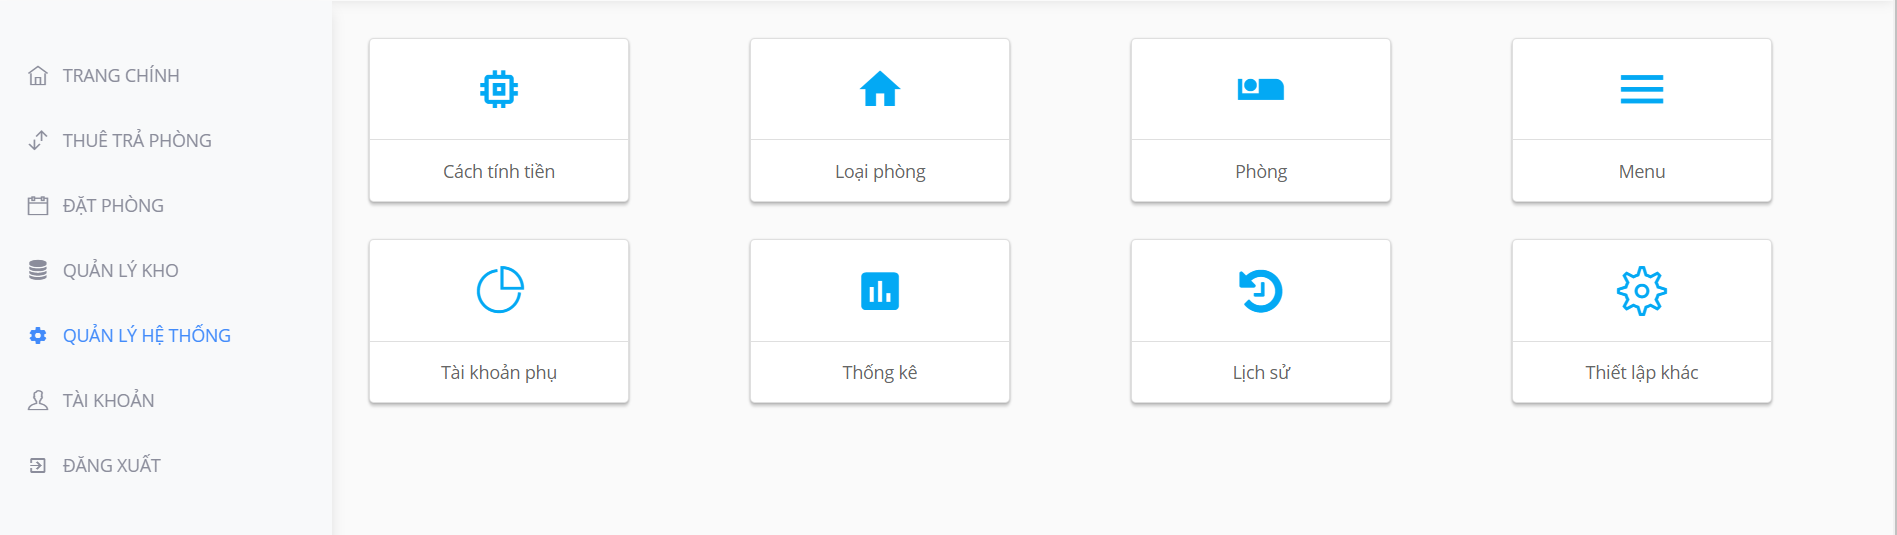 TRANG CHÍNH
THUÊ TRẢ PHÒNG
ĐẶT PHÒNG
QUẢN LÝ KHO
QUẢN LÝ HỆ THỐNG
TÀI KHOẢN
ĐĂNG XUẤT
Cách tính tiền
Loại phòng
Phòng
Menu
Tài khoản phụ
Thống kê
Lịch sử
Thiết lập khác